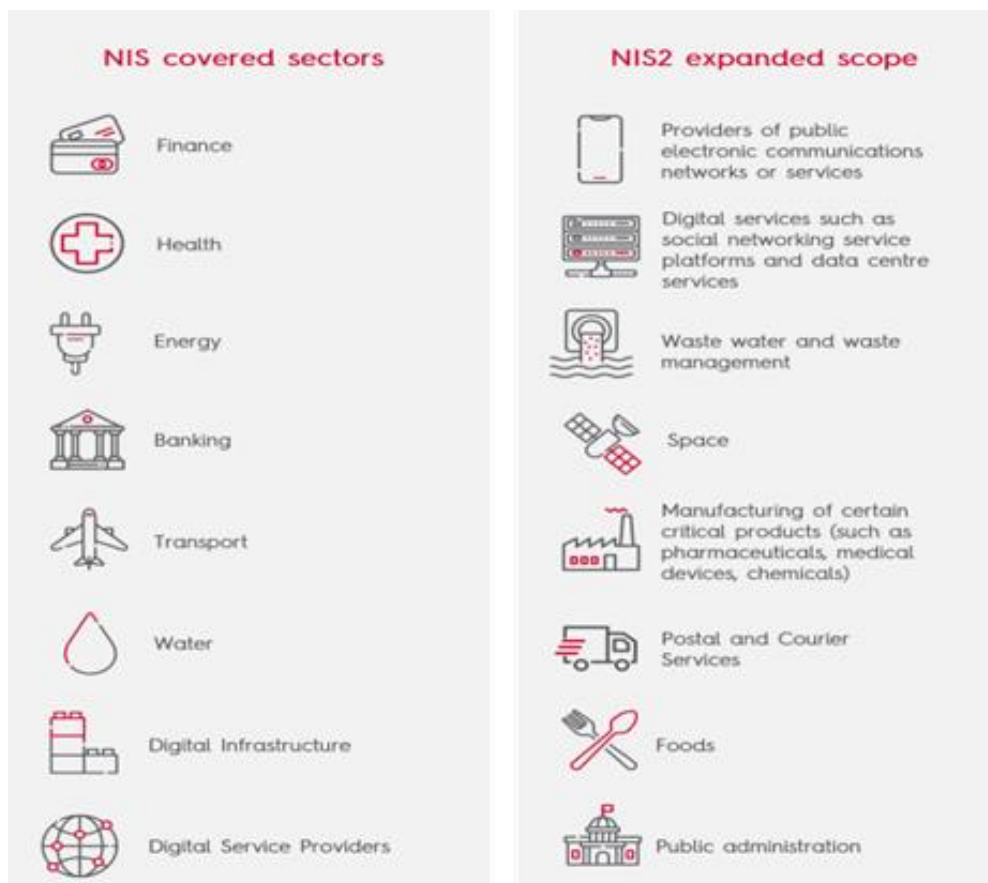 NIS covered sectors
Finance
Health
Energy
Banking
Transport
Water
Digital Infrastructure
Digital Service Providers
NIS2 expanded scope
Providers of public
electronic communications
networks or services
Digital services such as
social networking service
platforms and data centre
services
Waste water and waste
management
Space
Manufacturing of certain
critical products (such as
pharmaceuticals, medical
devices, chemicals)
Postal and Courier
Services
Foods
Public administration